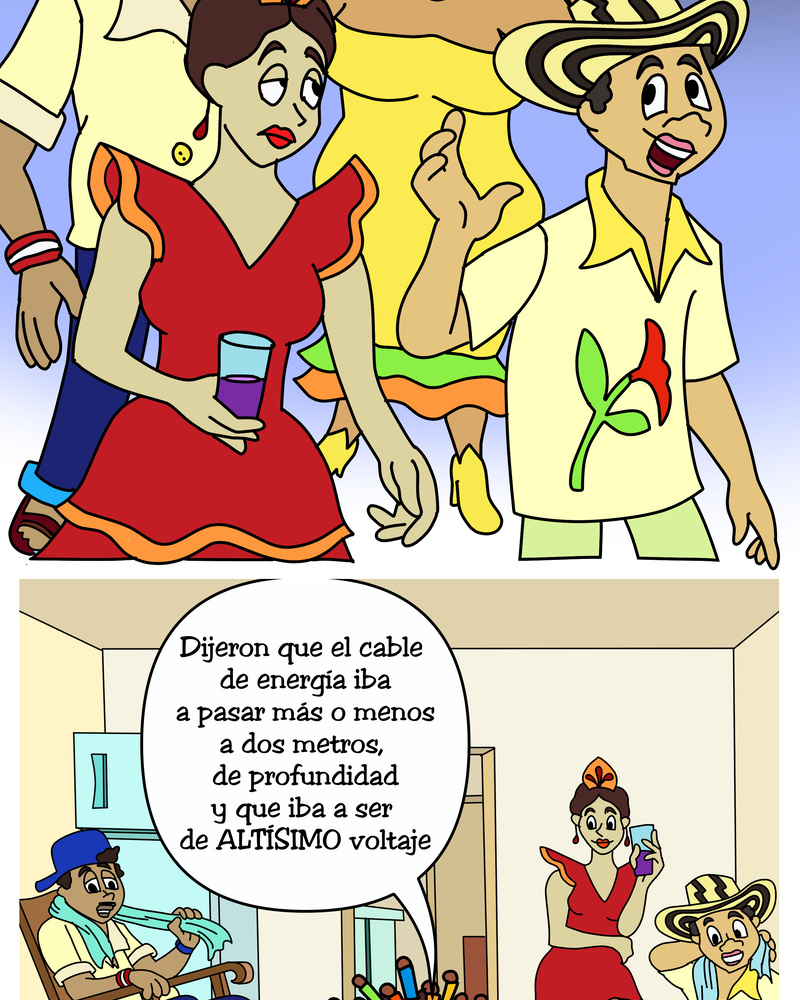 Dijeron que el cable
de energía iba
a pasar más o menos
a dos metros,
de profundidad
y que iba a ser
de ALTÍSIMO voltaje